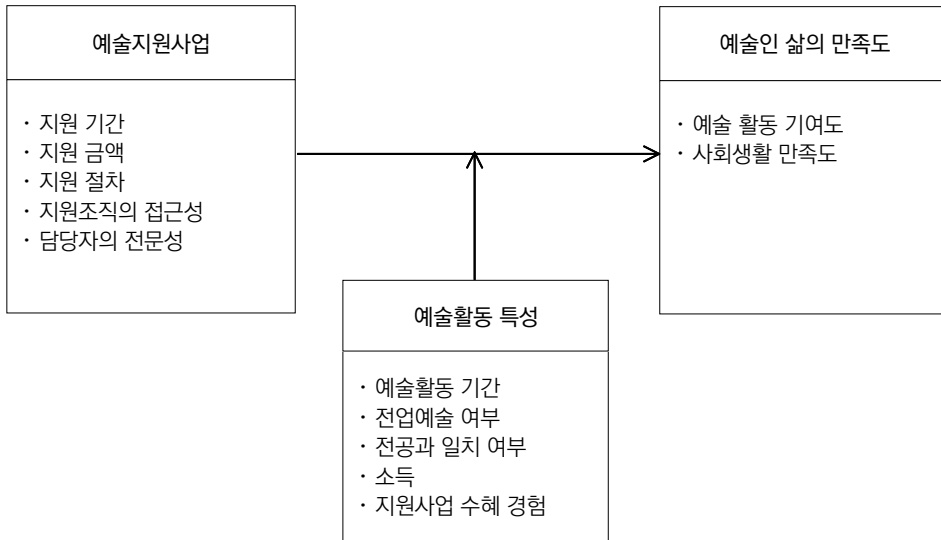 예술지원사업
· 지원 기간
· 지원 금액
· 지원 절차
· 지원조직의 접근성
· 담당자의 전문성
예술인 삶의 만족도
· 예술 활동 기여도
· 사회생활 만족도
예술활동 특성
· 예술활동 기간
· 전업예술 여부
· 전공과 일치 여부
· 소득
· 지원사업 수혜 경험